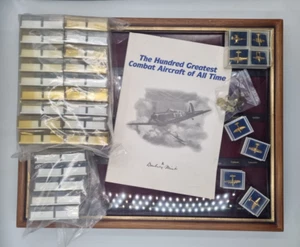 The Hundred Greatest
Combat Aircraft of All Time